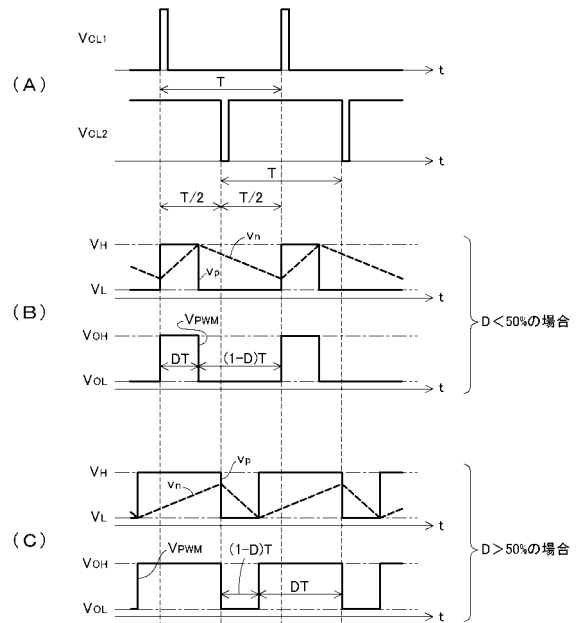 VCL1
t
(A)
T
VCL2
t
T
T/2 T/2
VH
vn
vp
VL
t
(B)
D<50%の場合
VOH
VPWM
DT (1-D)T
VOL
t
VH
vp
vn
VL
t
(C)
D>50%の場合
VOH
VPWM
(1-D)T
DT
VOL
t